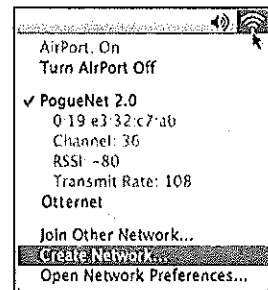 AirPort: On
Turn AirPort Off
✓ PogueNet 2.0
0:19:e3:32:c7:ab
Channel: 36
RSSI: -80
Transmit Rate: 108
Otternet
Join Other Network...
Create Network...
Open Network Preferences...